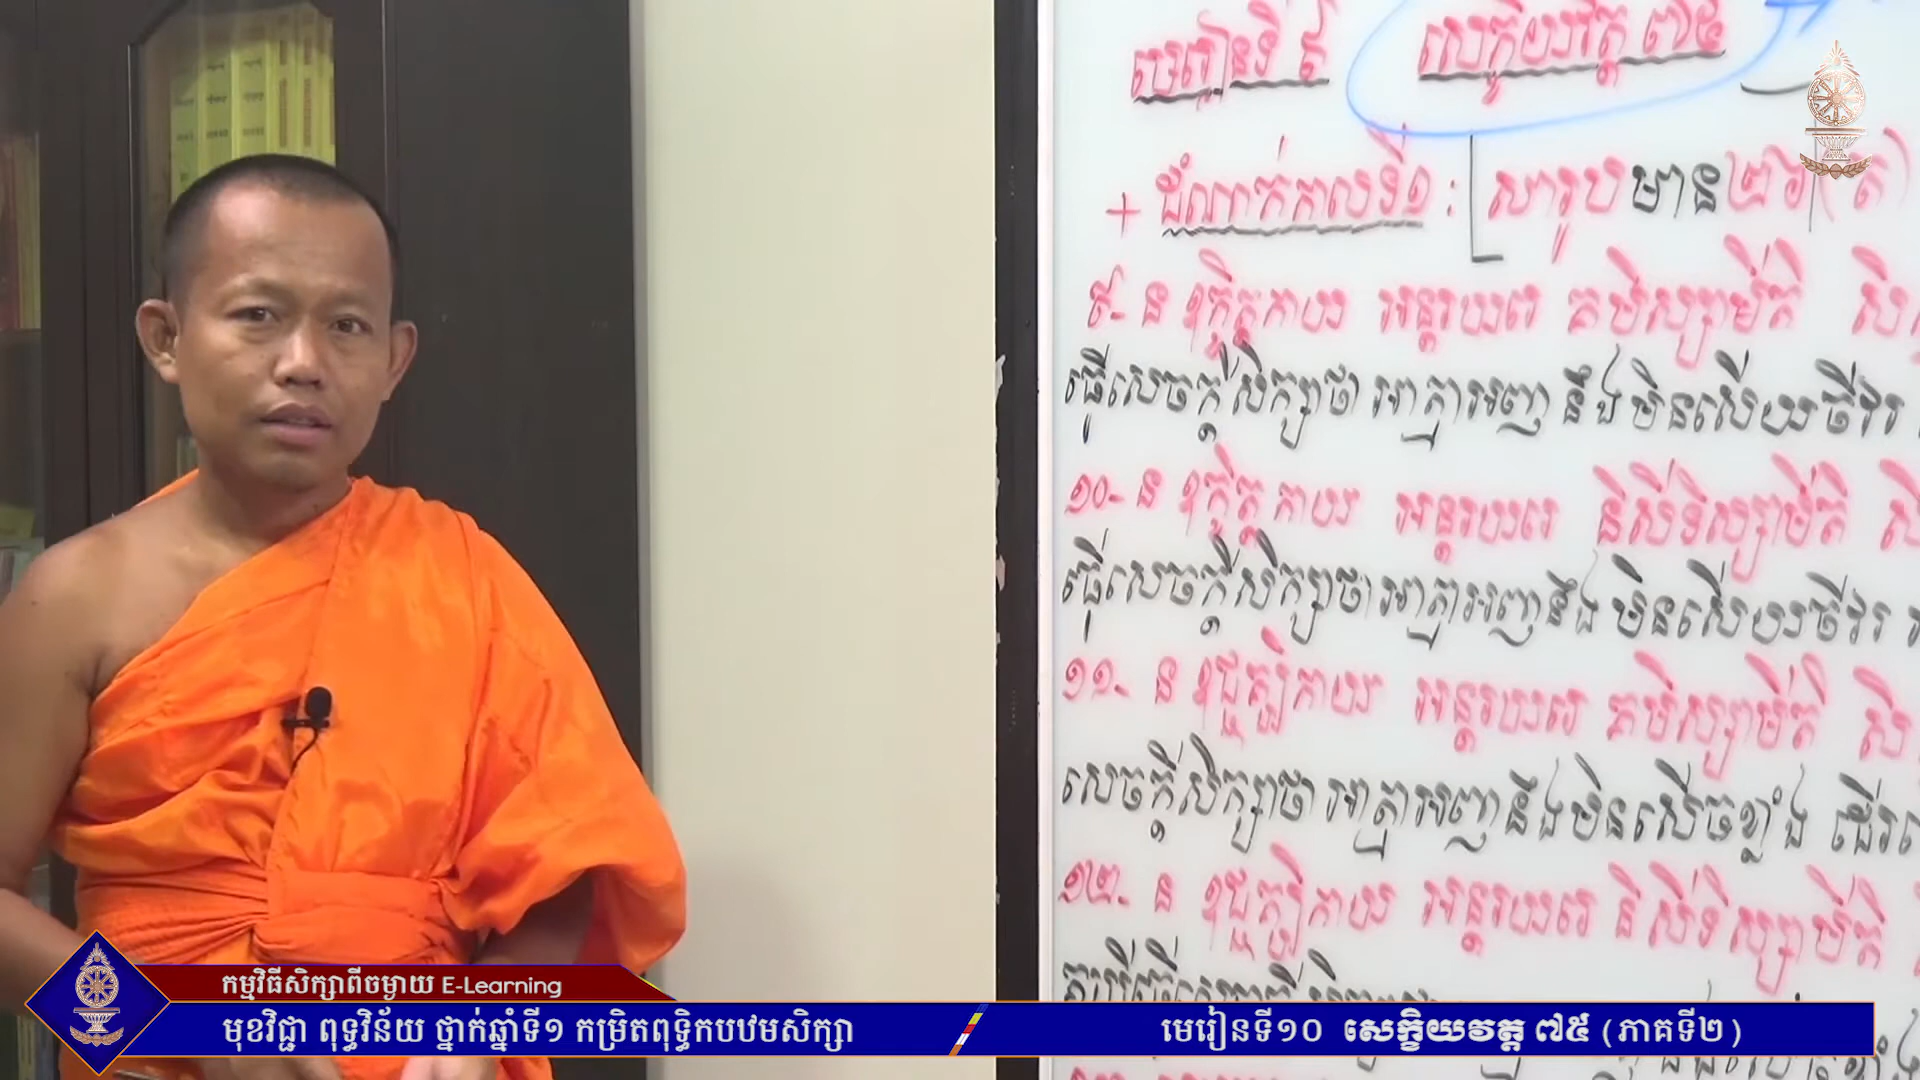 មេរៀនទី ៩ សេក្ខិយវត្ត ៧៥
+ ដំណាក់កាលទី១ : សារូបមាន ២៦ (ត)
៩- ន ឧក្ខិត្តកាយ អន្តរឃរេ គមិស្សាមីតិ
ធ្វើសេចក្តីសិក្សាថា អាត្មាអញ នឹងមិនសើយចីវរ
១០- ន ឧក្ខិត្តកាយ អន្តរឃរេ និសីទិស្សាមីតិ
ធ្វើសេចក្តីសិក្សាថា អាត្មាអញនឹង មិនសើយចីវរ
១១- ន ឧជ្ជគ្ឃិកាយ អន្តរឃរេ គមិស្សាមីតិ
សេចក្តីសិក្សាថា អាត្មាអញនឹងមិនសើចខ្លាំង ដើរ
១២- ន ឧជ្ជគ្ឃិកាយ អន្តរឃរេ និសីទិស្សាមីតិ
កម្មវិធីសិក្សាពីចម្ងាយ E-Learning
មុខវិជ្ជា ពុទ្ធវិន័យ ថ្នាក់ឆ្នាំទី១ កម្រិតពុទ្ធិកបឋមសិក្សា
មេរៀនទី១០ សេក្ខិយវត្ត ៧៥ (ភាគទី២)